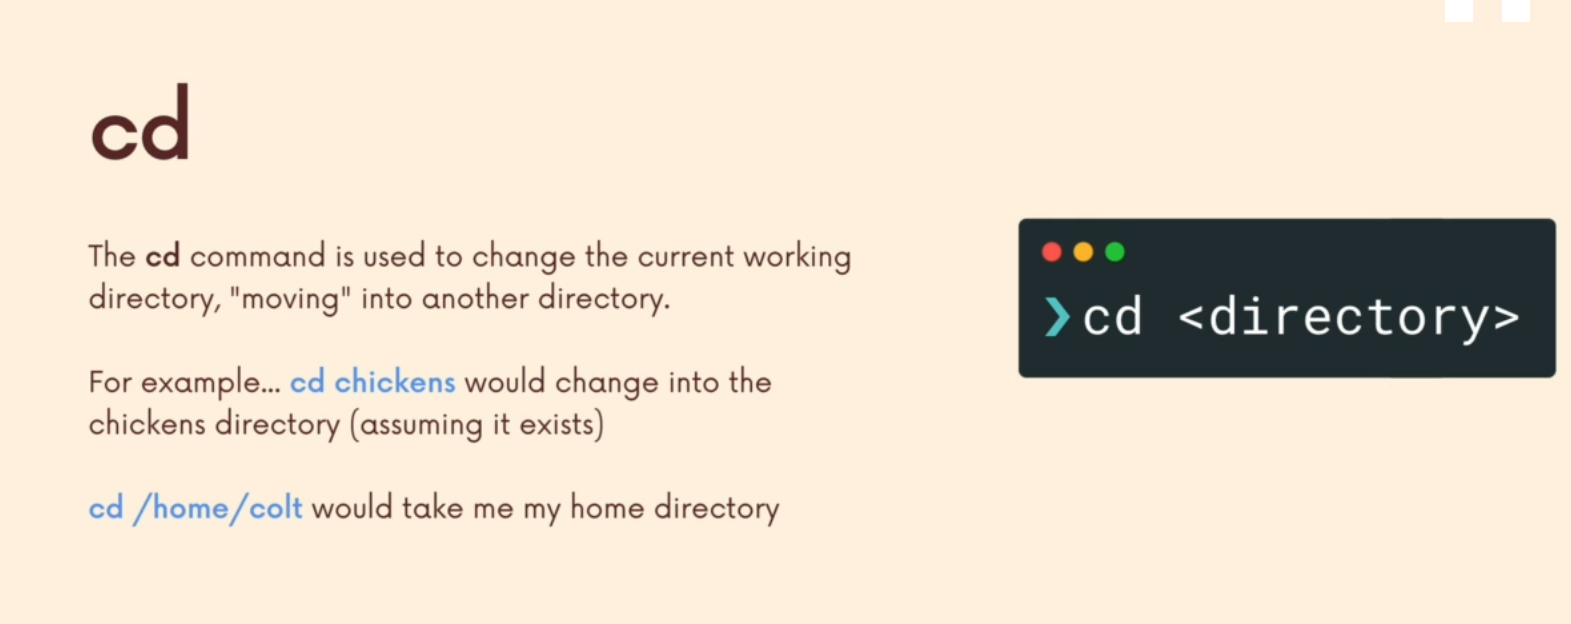 cd
The cd command is used to change the current working
directory, "moving" into another directory.
For example... cd chickens would change into the
chickens directory (assuming it exists)
cd /home/colt would take me my home directory
❯cd <directory>